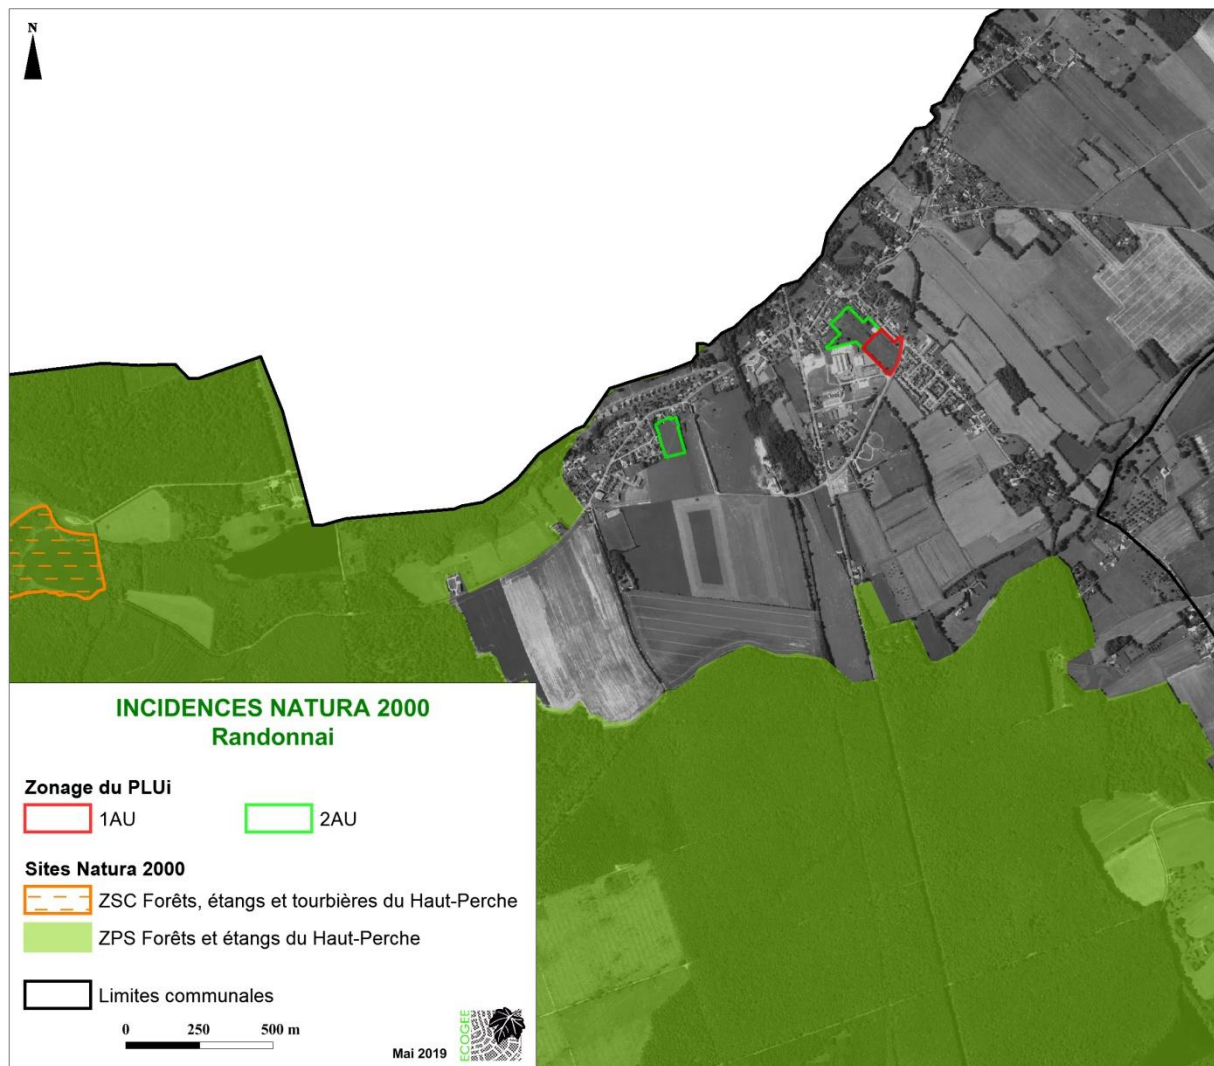 N
INCIDENCES NATURA 2000
Randonnai
Zonage du PLUi
1AU 2AU
Sites Natura 2000
ZSC Forêts, étangs et tourbières du Haut-Perche
ZPS Forêts et étangs du Haut-Perche
Limites communales
0 250 500 m
Mai 2019
ECOGEE